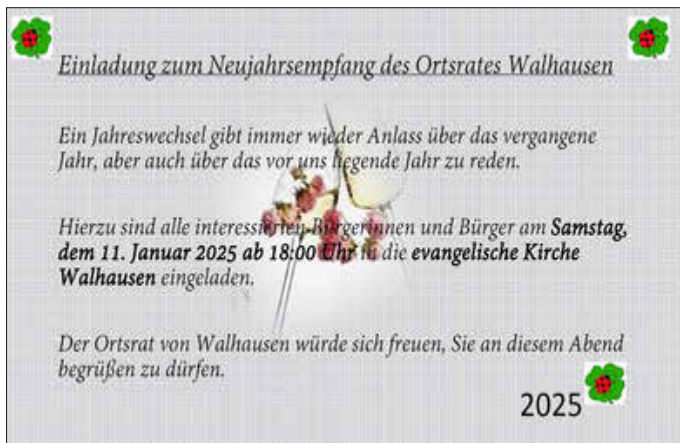 Einladung zum Neujahrsempfang des Ortsrates Walhausen
Ein Jahreswechsel gibt immer wieder Anlass über das vergangene
Jahr, aber auch über das vor uns liegende Jahr zu reden.
Hierzu sind alle interessierten Bürgerinnen und Bürger am Samstag,
dem 11. Januar 2025 ab 18:00 Uhr in die evangelische Kirche
Walhausen eingeladen.
Der Ortsrat von Walhausen würde sich freuen, Sie an diesem Abend
begrüßen zu dürfen.
2025